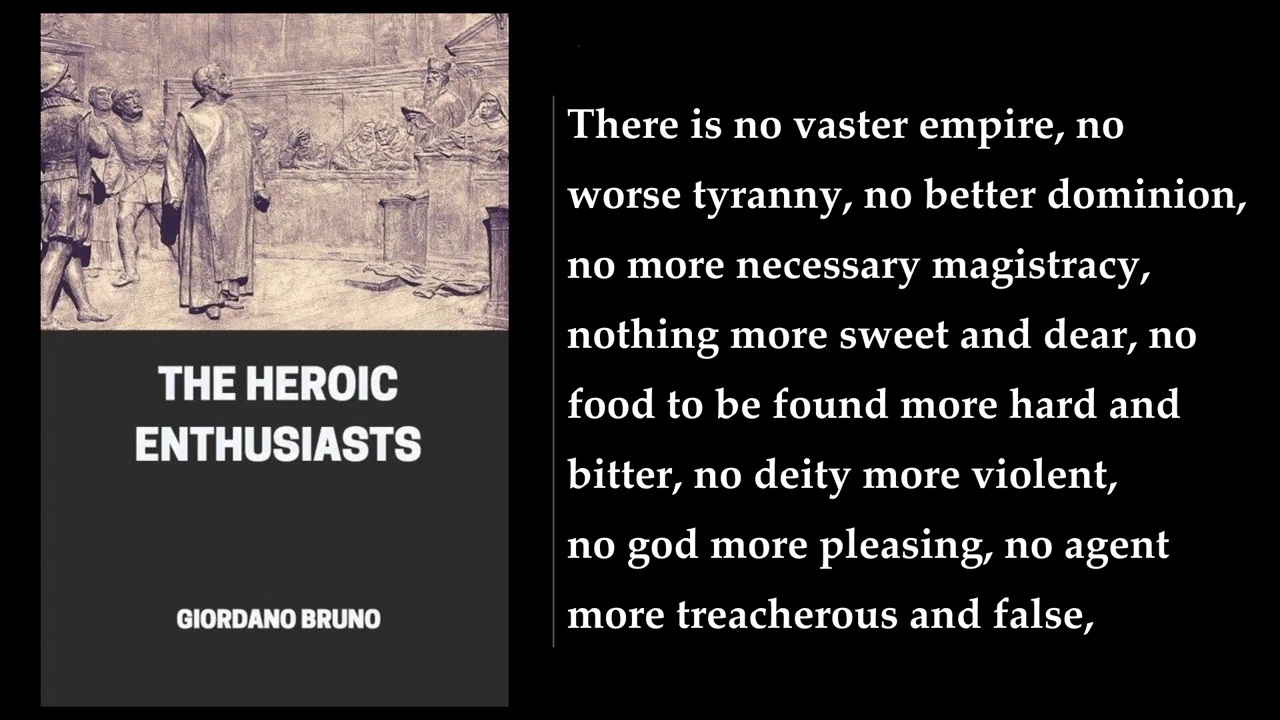 THE HEROIC
ENTHUSIASTS
GIORDANO BRUNO
There is no vaster empire, no
worse tyranny, no better dominion,
no more necessary magistracy,
nothing more sweet and dear, no
food to be found more hard and
bitter, no deity more violent,
no god more pleasing, no agent
more treacherous and false,